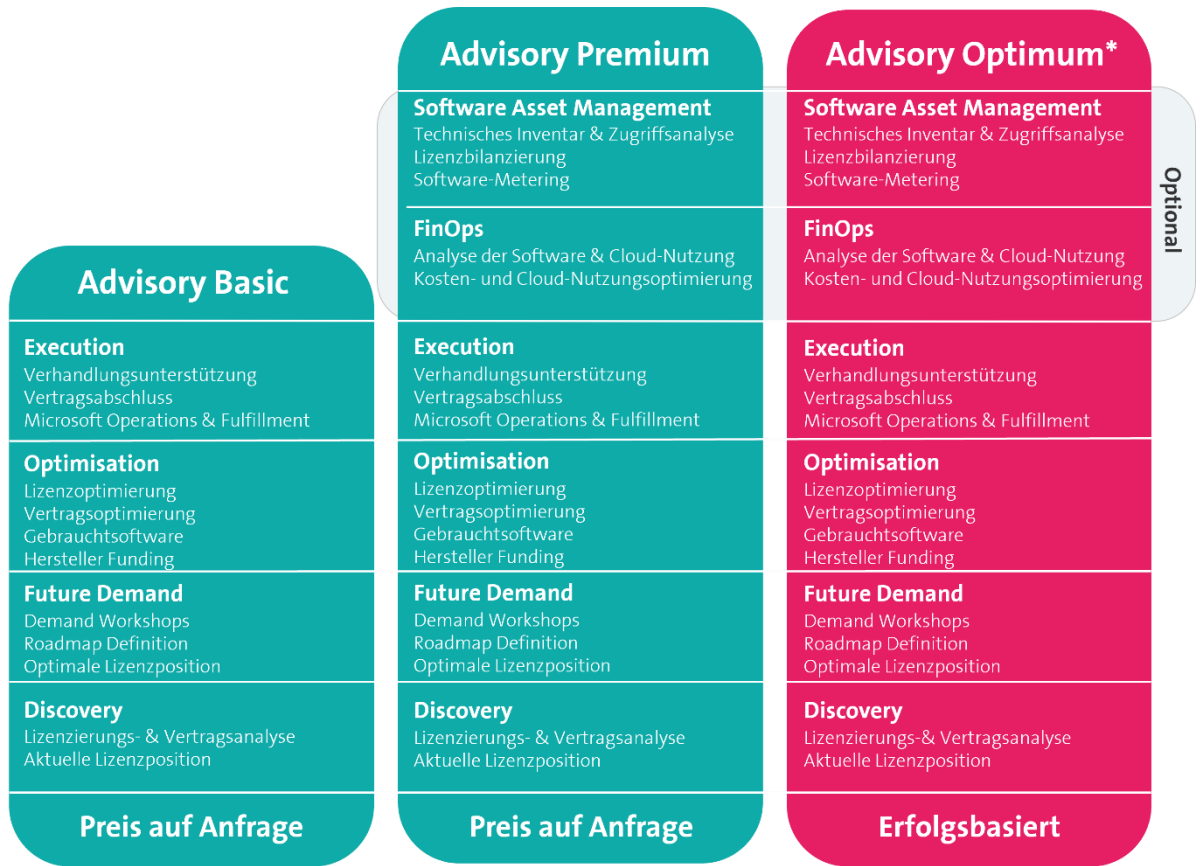 Advisory Basic
Execution
Verhandlungsunterstützung
Vertragsabschluss
Microsoft Operations & Fulfillment
Optimisation
Lizenzoptimierung
Vertragsoptimierung
Gebrauchtsoftware
Hersteller Funding
Future Demand
Demand Workshops
Roadmap Definition
Optimale Lizenzposition
Discovery
Lizenzierungs- & Vertragsanalyse
Aktuelle Lizenzposition
Preis auf Anfrage
Advisory Premium
Software Asset Management
Technisches Inventar & Zugriffsanalyse
Lizenzbilanzierung
Software-Metering
FinOps
Analyse der Software & Cloud-Nutzung
Kosten- und Cloud-Nutzungsoptimierung
Execution
Verhandlungsunterstützung
Vertragsabschluss
Microsoft Operations & Fulfillment
Optimisation
Lizenzoptimierung
Vertragsoptimierung
Gebrauchtsoftware
Hersteller Funding
Future Demand
Demand Workshops
Roadmap Definition
Optimale Lizenzposition
Discovery
Lizenzierungs- & Vertragsanalyse
Aktuelle Lizenzposition
Preis auf Anfrage
Advisory Optimum*
Software Asset Management
Technisches Inventar & Zugriffsanalyse
Lizenzbilanzierung
Software-Metering
FinOps
Analyse der Software & Cloud-Nutzung
Kosten- und Cloud-Nutzungsoptimierung
Execution
Verhandlungsunterstützung
Vertragsabschluss
Microsoft Operations & Fulfillment
Optimisation
Lizenzoptimierung
Vertragsoptimierung
Gebrauchtsoftware
Hersteller Funding
Future Demand
Demand Workshops
Roadmap Definition
Optimale Lizenzposition
Discovery
Lizenzierungs-& Vertragsanalyse
Aktuelle Lizenzposition
Erfolgsbasiert
Optional